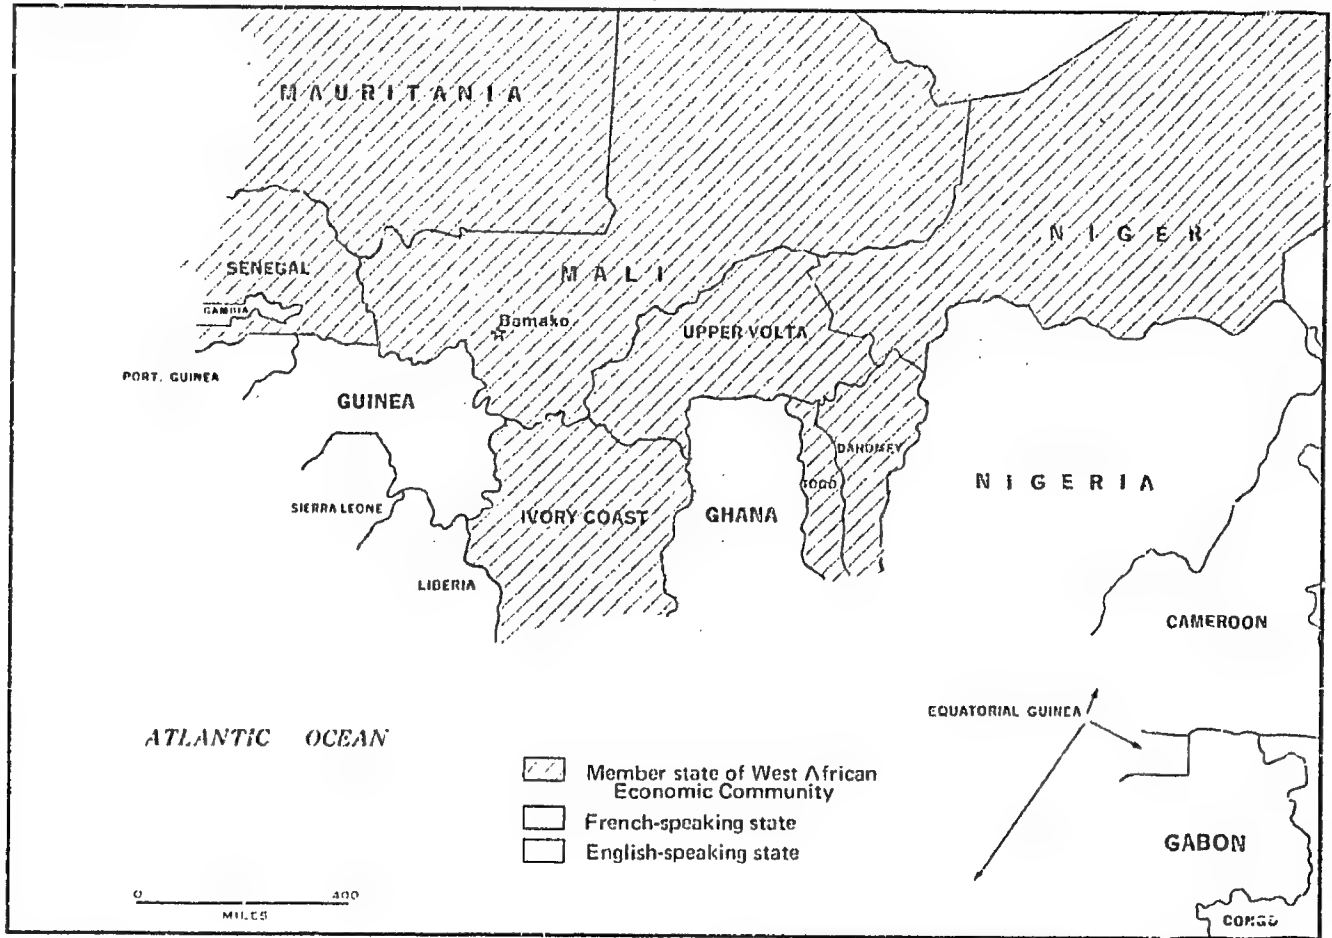 MAURITANIA
NIGER
SENEGAL
MALI
GAMBIA
Bamako
UPPER VOLTA
PORT. GUINEA
GUINEA
DAHOMEY
NIGERIA
TOGO
SIERRA LEONE
IVORY COAST
GHANA
LIBERIA
CAMEROON
EQUATORIAL GUINEA
ATLANTIC OCEAN
Member state of West African
Economic Community
French-speaking state
English-speaking state
GABON
0 400
MILES
CONGO